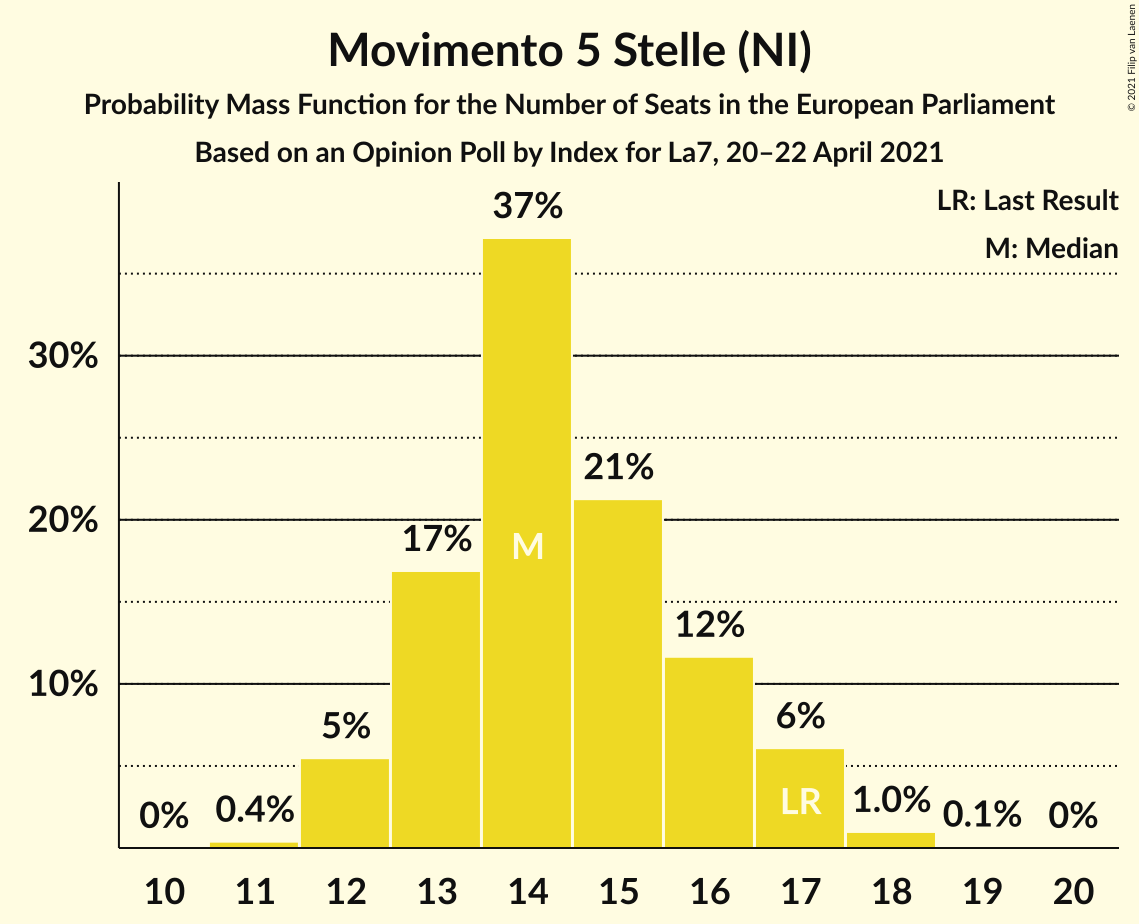 Movimento 5 Stelle (NI)
Probability Mass Function for the Number of Seats in the European Parliament
Based on an Opinion Poll by Index for La7, 20–22 April 2021
© 2021 Filip van Laenen
LR: Last Result
M: Median
30%
20%
10%
0%
0.4%
5%
17%
37%
M
21%
12%
6%
LR
1.0%
0.1%
0%
10 11 12 13 14 15 16 17 18 19 20